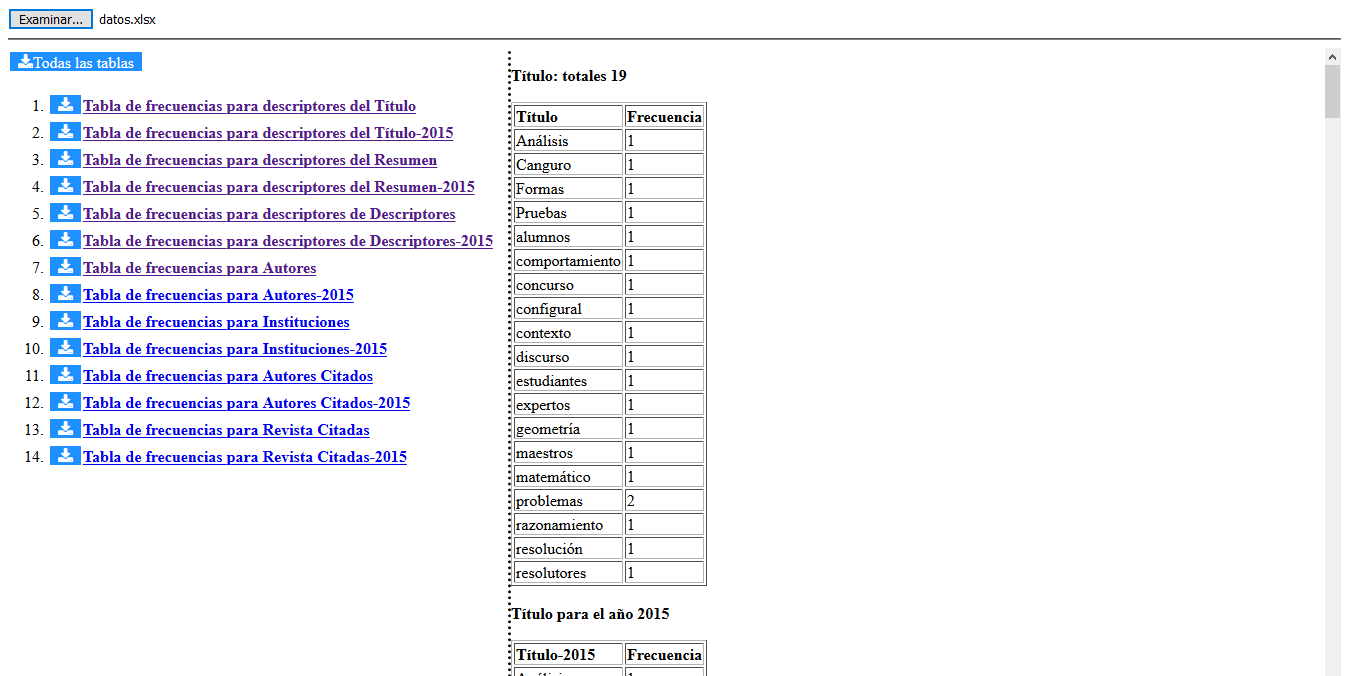 Examinar... datos.xlsx
Todas las tablas
1. Tabla de frecuencias para descriptores del Título
2. Tabla de frecuencias para descriptores del Título-2015
3. Tabla de frecuencias para descriptores del Resumen
4. Tabla de frecuencias para descriptores del Resumen-2015
5. Tabla de frecuencias para descriptores de Descriptores
6. Tabla de frecuencias para descriptores de Descriptores-2015
7. Tabla de frecuencias para Autores
8. Tabla de frecuencias para Autores-2015
9. Tabla de frecuencias para Instituciones
10. Tabla de frecuencias para Instituciones-2015
11. Tabla de frecuencias para Autores Citados
12. Tabla de frecuencias para Autores Citados-2015
13. Tabla de frecuencias para Revista Citadas
14. Tabla de frecuencias para Revista Citadas-2015
Título: totales 19
Título Frecuencia
Análisis 1
Canguro 1
Formas 1
Pruebas 1
alumnos 1
comportamiento 1
concurso 1
configural 1
contexto 1
discurso 1
estudiantes 1
expertos 1
geometría 1
maestros 1
matemático 1
problemas 2
razonamiento 1
resolución 1
resolutores 1
Título para el año 2015
Título-2015 Frecuencia